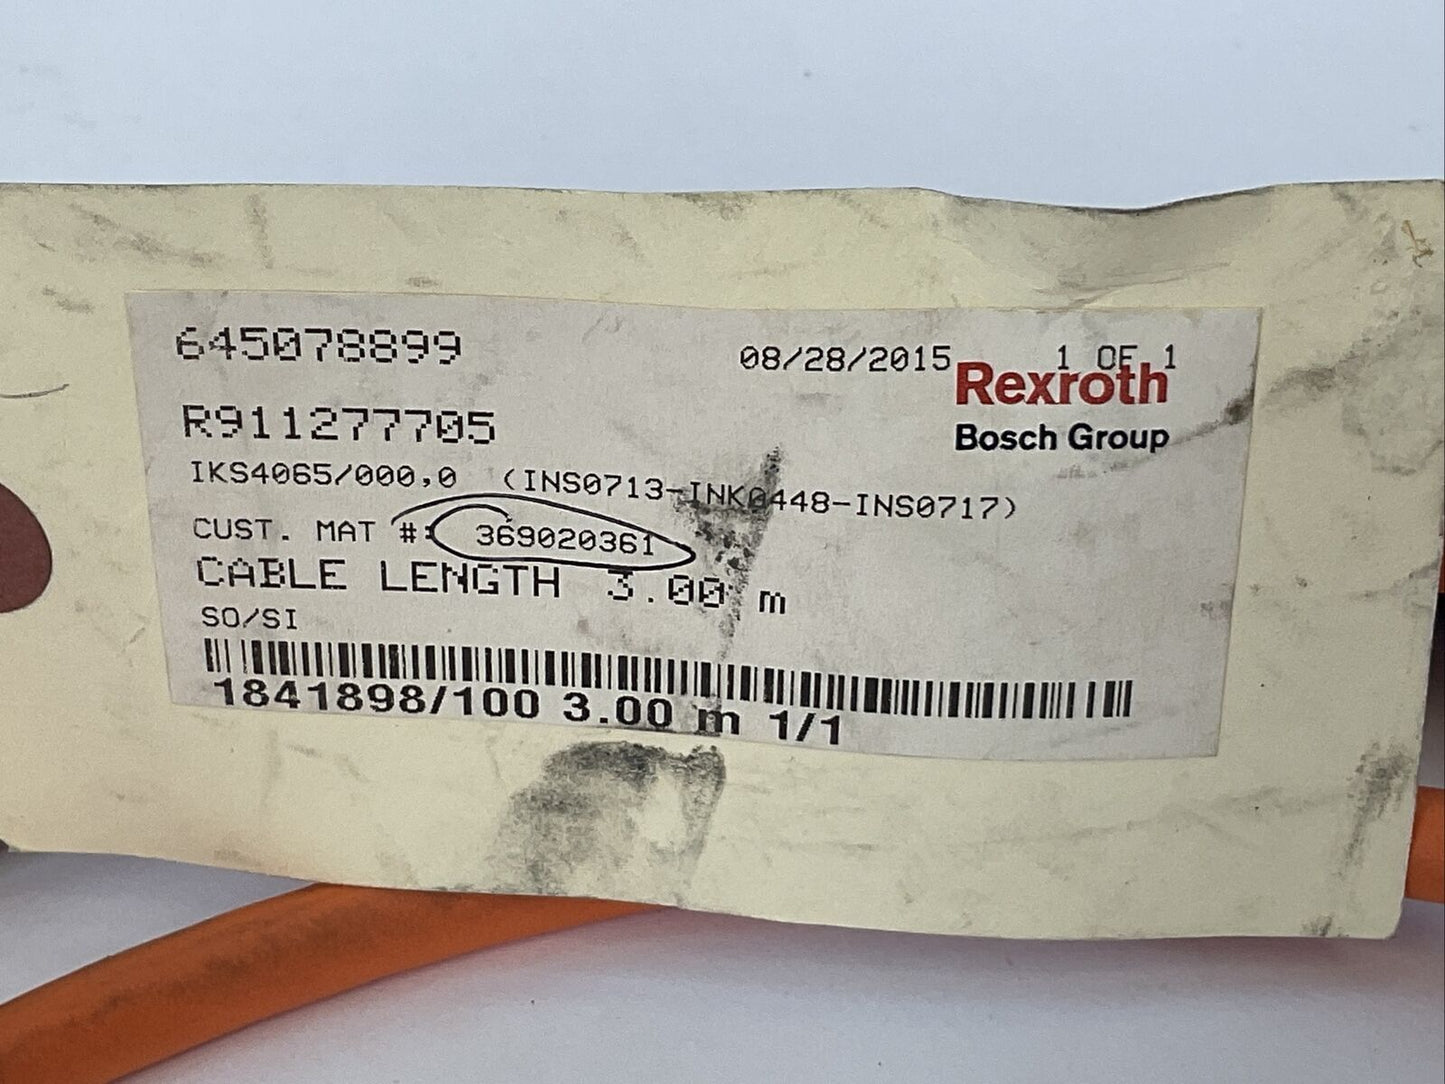 645078899
08/28/2015 1 OF 1
Rexroth
Bosch Group
R911277705
IKS4065/000,0 (INS0713-INK0448-INS0717)
CUST. MAT #: 369020361
CABLE LENGTH 3.00 m
SO/SI
1841898/100 3.00 m 1/1